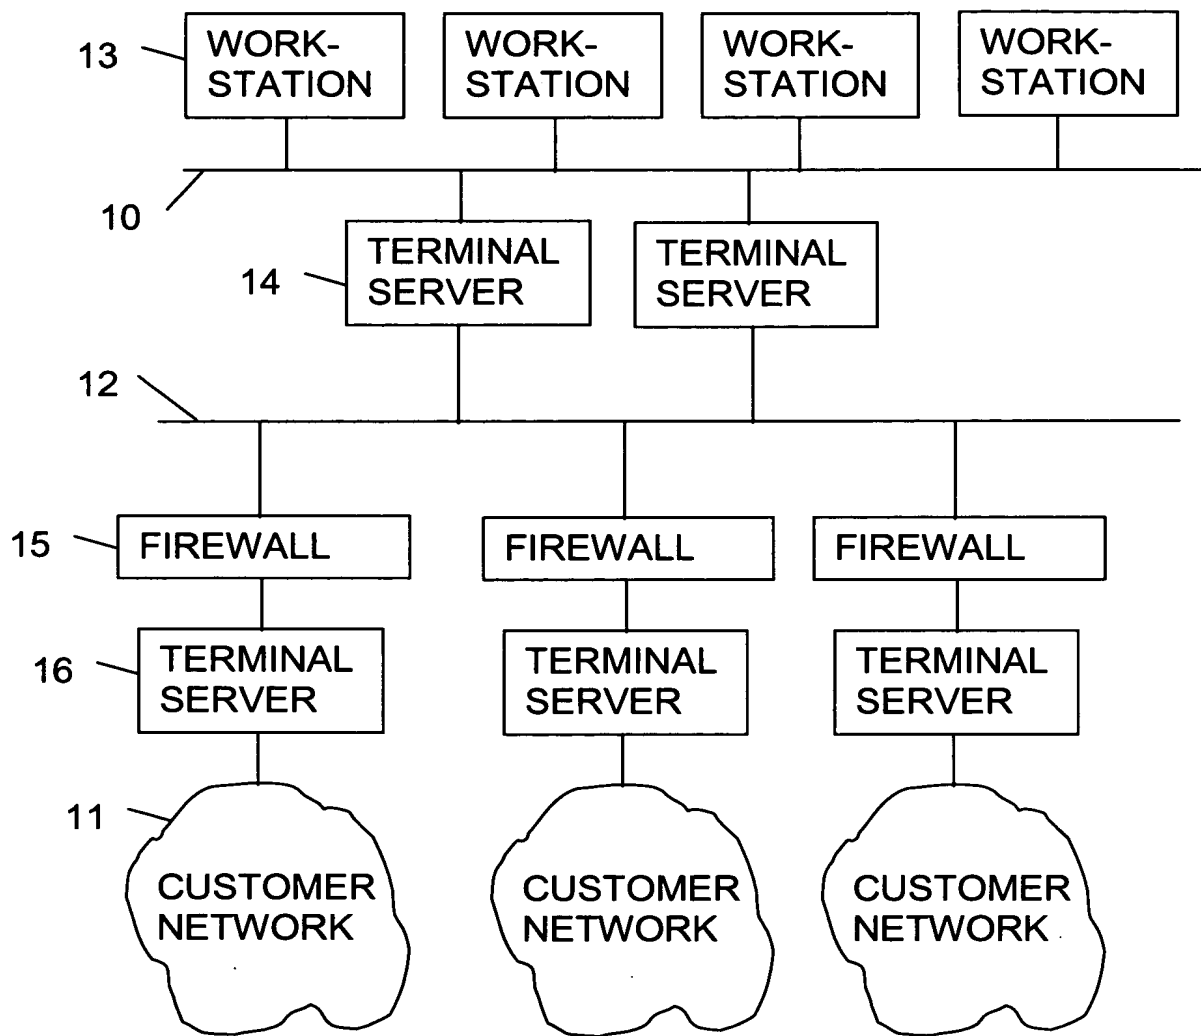 13
WORK-
STATION
WORK-
STATION
WORK-
STATION
WORK-
STATION
10
14
TERMINAL
SERVER
TERMINAL
SERVER
12
15
FIREWALL
FIREWALL
FIREWALL
16
TERMINAL
SERVER
TERMINAL
SERVER
TERMINAL
SERVER
11
CUSTOMER
NETWORK
CUSTOMER
NETWORK
CUSTOMER
NETWORK